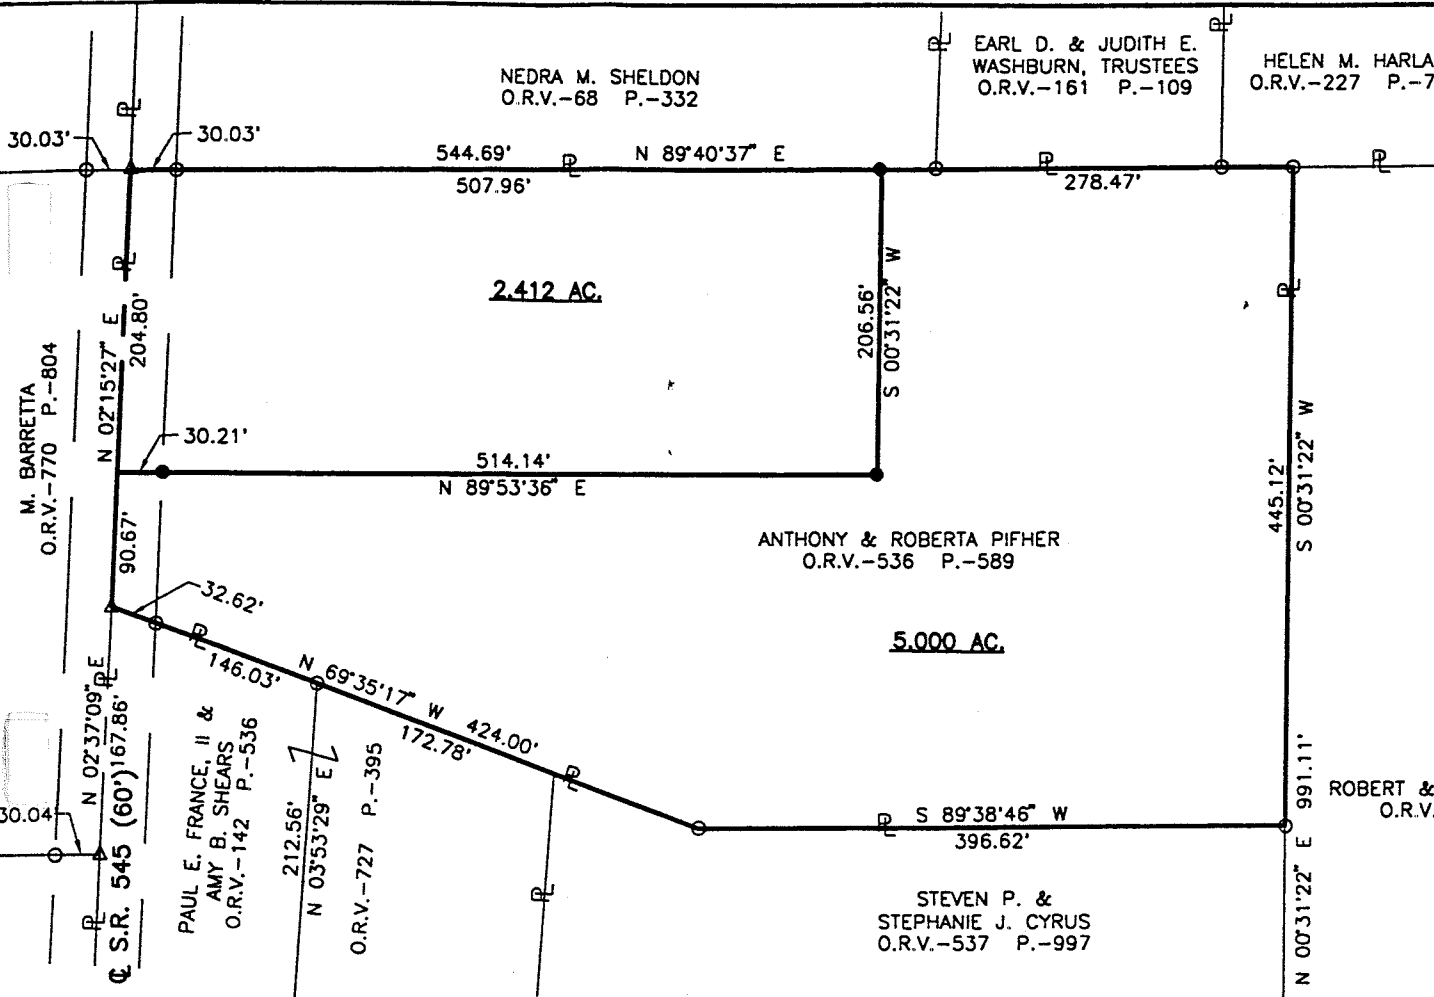 NEDRA M. SHELDON
O.R.V.-68 P.-332
EARL D. & JUDITH E.
WASHBURN, TRUSTEES
O.R.V.-161 P.-109
HELEN M. HARLA
O.R.V.-227 P.-7
30.03'
30.03'
544.69'
N 89°40'37" E
507.96'
278.47'
2.412 AC.
N 02°15'27" E
204.80'
206.56'
S 00°31'22" W
M. BARRETTA
O.R.V.-770 P.-804
30.21'
514.14'
N 89°53'36" E
445.12'
S 00°31'22" W
90.67'
ANTHONY & ROBERTA PIFHER
O.R.V.-536 P.-589
32.62'
5.000 AC.
146.03'
N 69°35'17" W
424.00'
172.78'
N 02°37'09" E
167.86'
℄ S.R. 545 (60')
30.04
PAUL E. FRANCE, II &
AMY B. SHEARS
O.R.V.-142 P.-536
212.56'
N 03°53'29" E
O.R.V.-727 P.-395
S 89°38'46" W
396.62'
991.11'
N 00°31'22" E
ROBERT &
O.R.V.
STEVEN P. &
STEPHANIE J. CYRUS
O.R.V.-537 P.-997